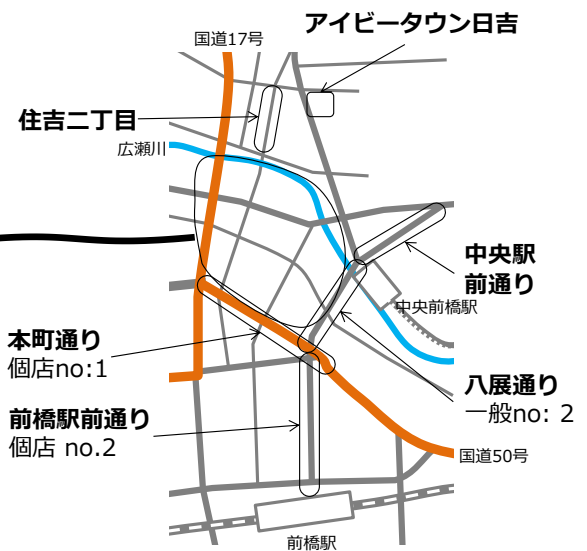 アイビータウン日吉
国道17号
住吉二丁目
広瀬川
中央駅
前通り
中央前橋駅
本町通り
個店no:1
八展通り
一般no: 2
前橋駅前通り
個店 no.2
国道50号
前橋駅